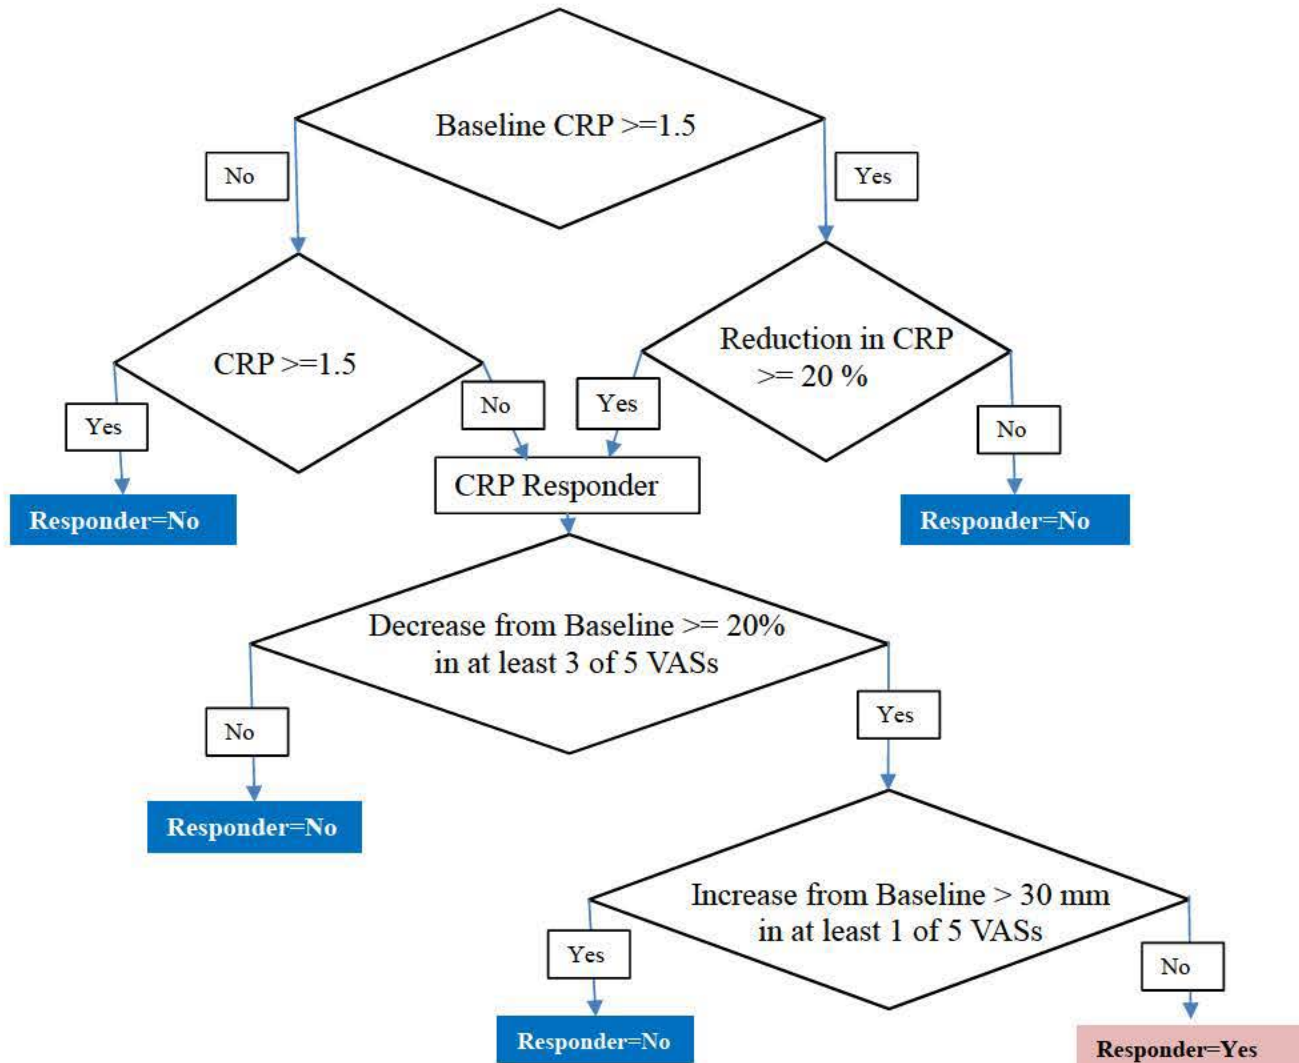 Baseline CRP >=1.5
No
Yes
CRP >=1.5
Reduction in CRP
>= 20 %
Yes
No
Yes
No
CRP Responder
Responder=No
Responder=No
Decrease from Baseline >= 20%
in at least 3 of 5 VASs
No
Yes
Responder=No
Increase from Baseline > 30 mm
in at least 1 of 5 VASs
Yes
No
Responder=No
Responder=Yes